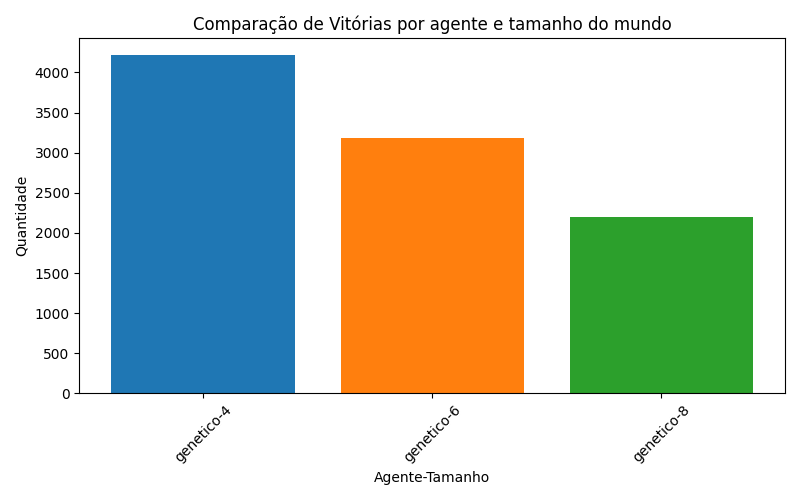 Comparação de Vitórias por agente e tamanho do mundo
Quantidade
4000
3500
3000
2500
2000
1500
1000
500
0
genetico-4
genetico-6
genetico-8
Agente-Tamanho